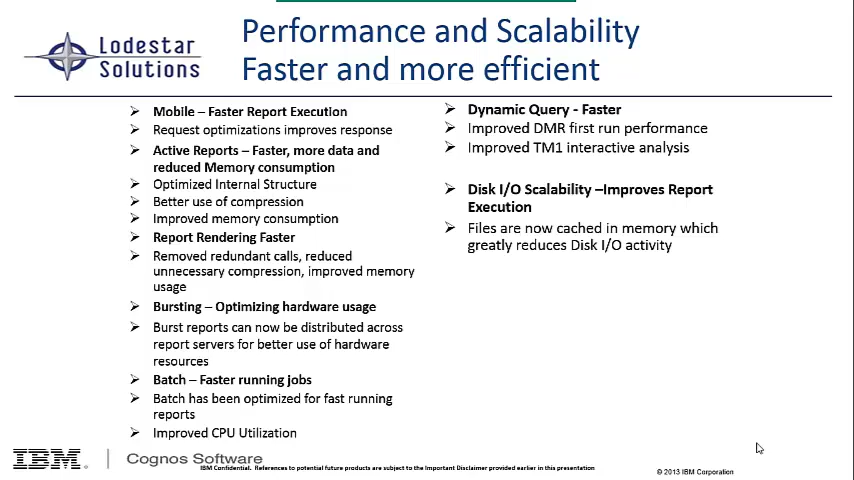 Lodestar
Solutions
Performance and Scalability
Faster and more efficient
Mobile – Faster Report Execution
Request optimizations improves response
Active Reports – Faster, more data and
reduced Memory consumption
Optimized Internal Structure
Better use of compression
Improved memory consumption
Report Rendering Faster
Removed redundant calls, reduced
unnecessary compression, improved memory
usage
Bursting – Optimizing hardware usage
Burst reports can now be distributed across
report servers for better use of hardware
resources
Batch – Faster running jobs
Batch has been optimized for fast running
reports
Improved CPU Utilization
Dynamic Query - Faster
Improved DMR first run performance
Improved TM1 interactive analysis
Disk I/O Scalability –Improves Report
Execution
Files are now cached in memory which
greatly reduces Disk I/O activity
IBM®
Cognos Software
IBM Confidential. References to potential future products are subject to the Important Disclaimer provided earlier in this presentation
© 2013 IBM Corporation